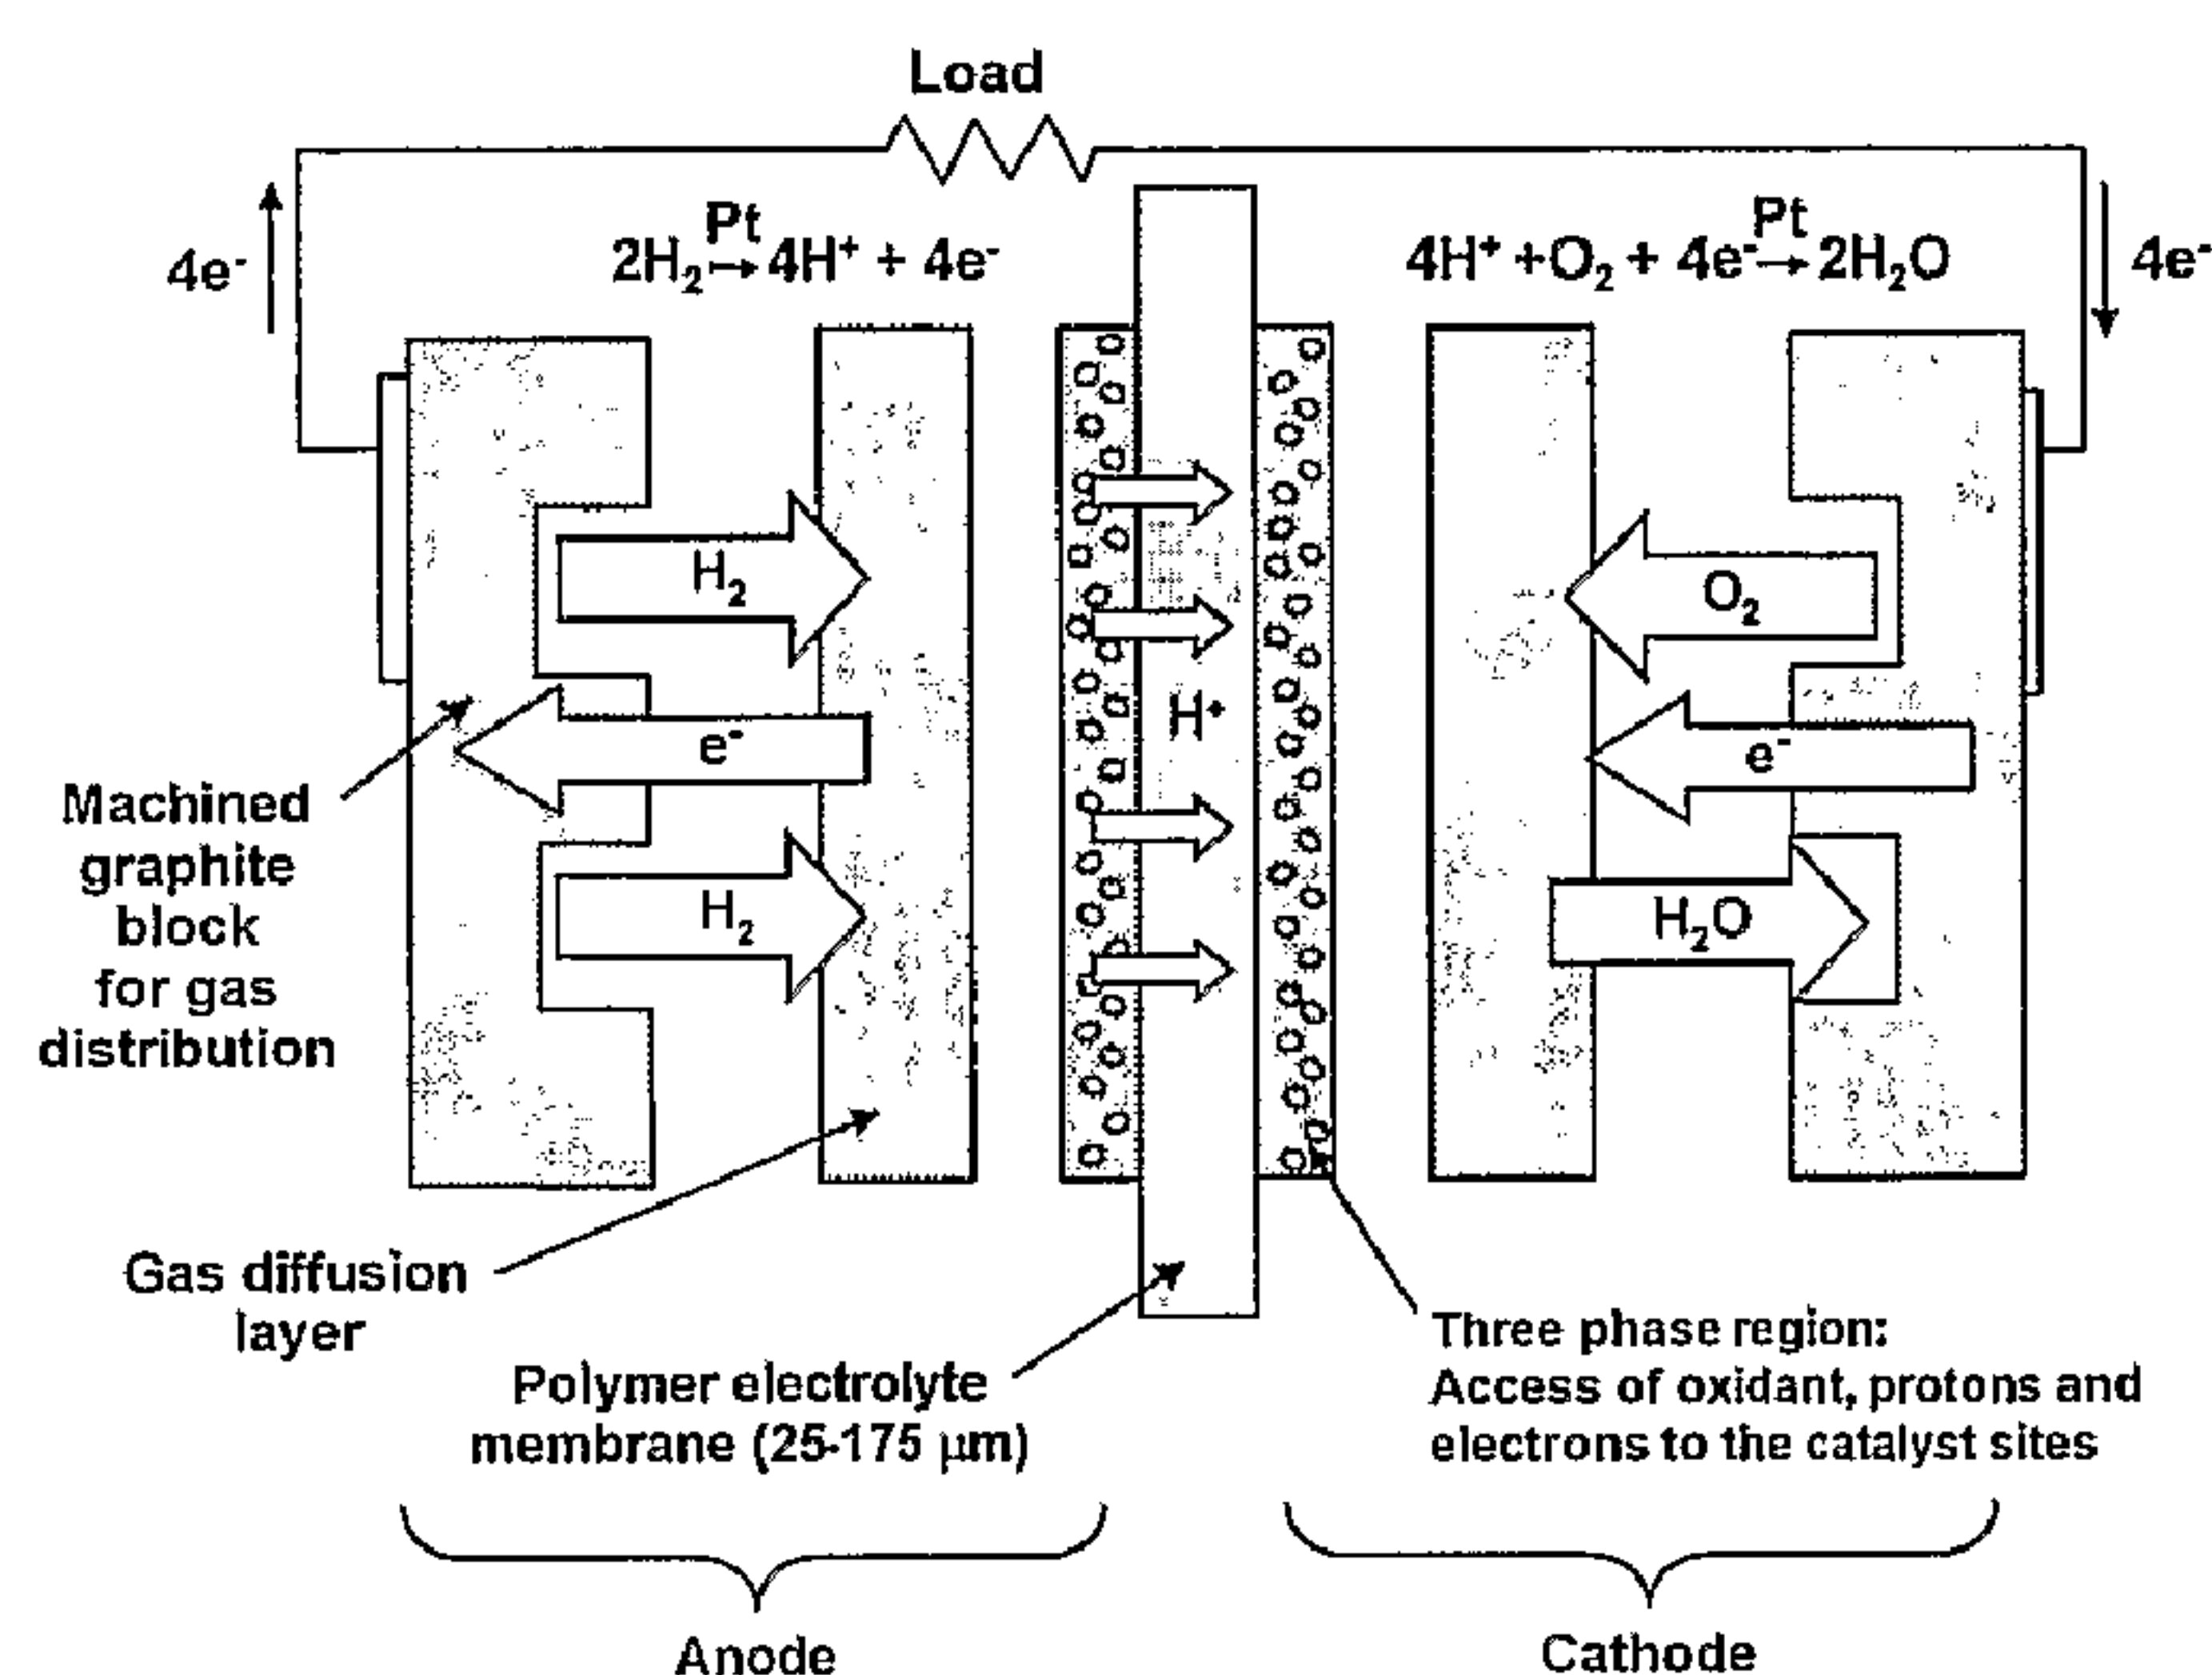 Load
4e⁻
Pt
2H₂ → 4H⁺ + 4e⁻
Pt
4H⁺ +O₂ + 4e⁻ → 2H₂O
4e⁻
H₂
O₂
H⁺
e⁻
e⁻
H₂
H₂O
Machined
graphite
block
for gas
distribution
Gas diffusion
layer
Polymer electrolyte
membrane (25-175 μm)
Three phase region:
Access of oxidant, protons and
electrons to the catalyst sites
Anode
Cathode